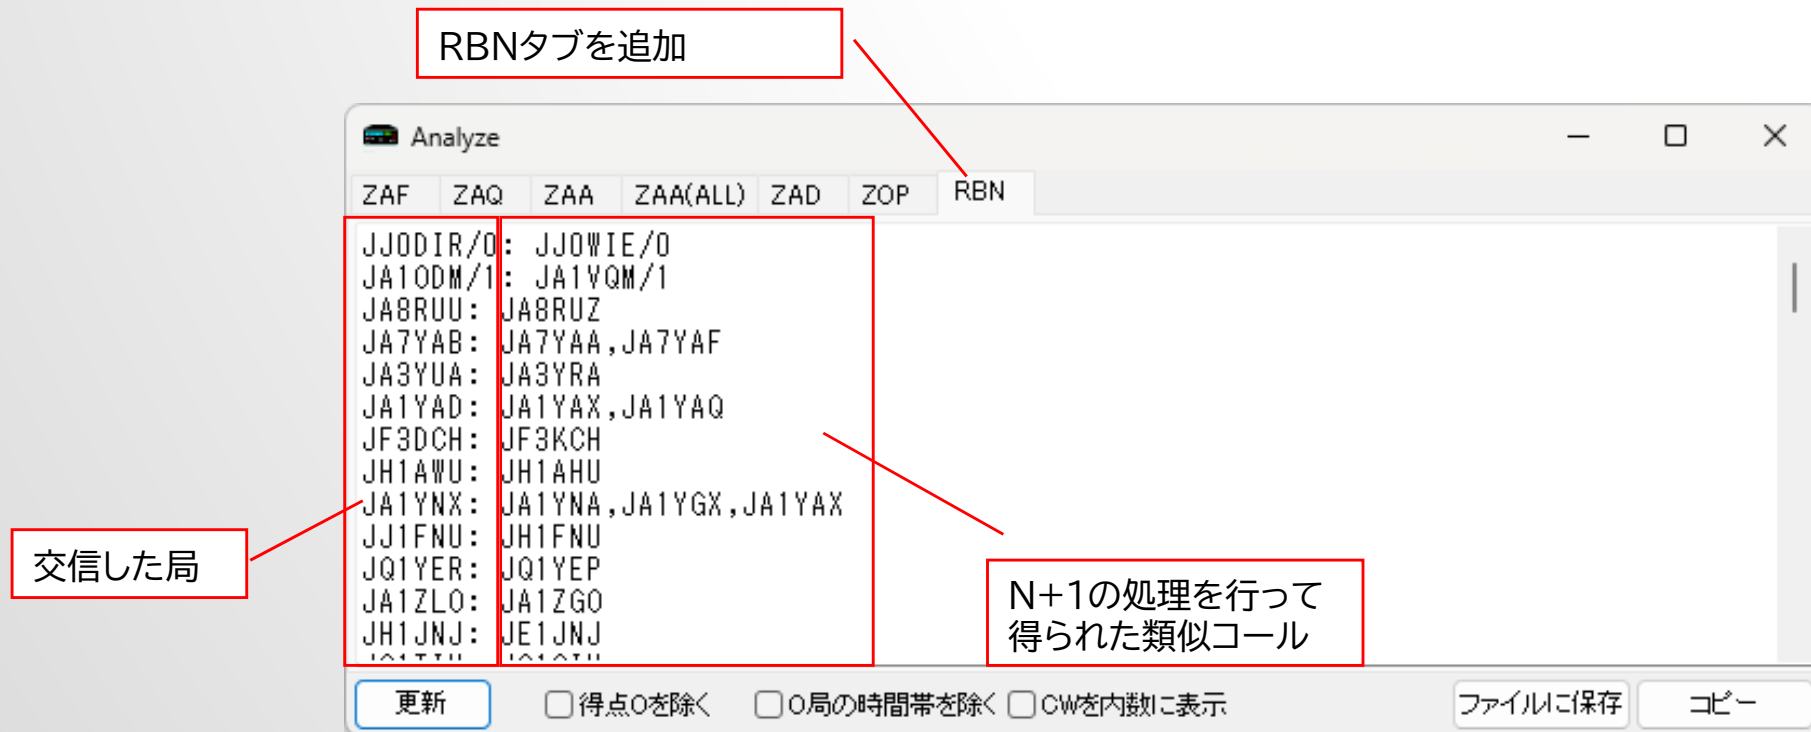 RBNタブを追加
Analyze
ZAF ZAQ ZAA ZAA(ALL) ZAD ZOP RBN
JJ0DIR/0: JJ0WIE/0
JA1ODM/1: JA1VQM/1
JA8RUU: JA8RUZ
JA7YAB: JA7YAA,JA7YAF
JA3YUA: JA3YRA
JA1YAD: JA1YAX,JA1YAQ
JF3DCH: JF3KCH
JH1AWU: JH1AHU
JA1YNX: JA1YNA,JA1YGX,JA1YAX
JJ1FNU: JH1FNU
JQ1YER: JQ1YEP
JA1ZLO: JA1ZGO
JH1JNJ: JE1JNJ
交信した局
N+1の処理を行って
得られた類似コール
更新 得点0を除く 0局の時間帯を除く CWを内数に表示 ファイルに保存 コピー